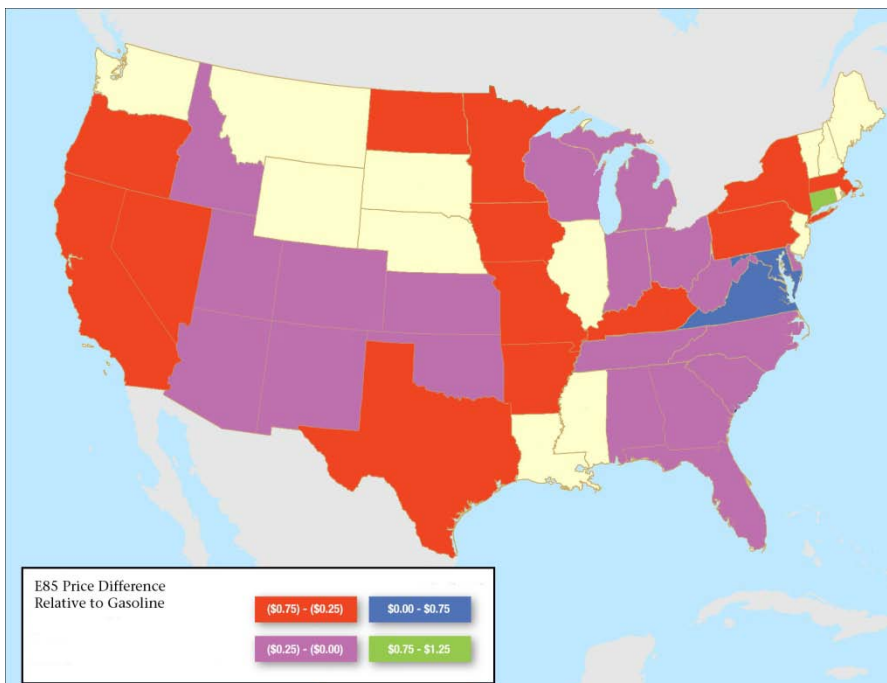 E85 Price Difference
Relative to Gasoline
($0.75) - ($0.25)
$0.00 - $0.75
($0.25) - ($0.00)
$0.75 - $1.25